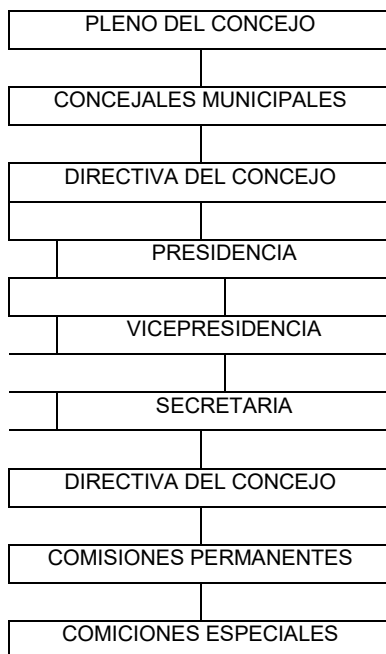 PLENO DEL CONCEJO
CONCEJALES MUNICIPALES
DIRECTIVA DEL CONCEJO
PRESIDENCIA
VICEPRESIDENCIA
SECRETARIA
DIRECTIVA DEL CONCEJO
COMISIONES PERMANENTES
COMICIONES ESPECIALES